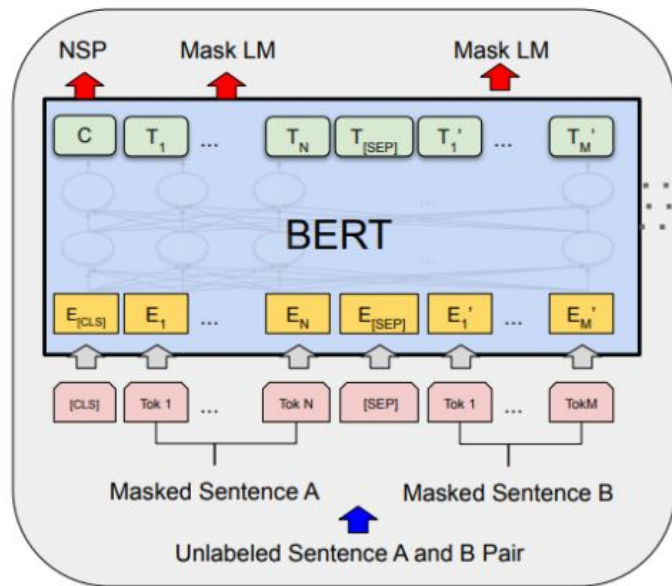 NSP Mask LM Mask LM
C T1 ... TN T[SEP] T1' ... TM'
...
BERT
...
E[CLS] E1 ... EN E[SEP] E1' ... EM'
[CLS] Tok 1 ... Tok N [SEP] Tok 1 ... TokM
Masked Sentence A Masked Sentence B
Unlabeled Sentence A and B Pair